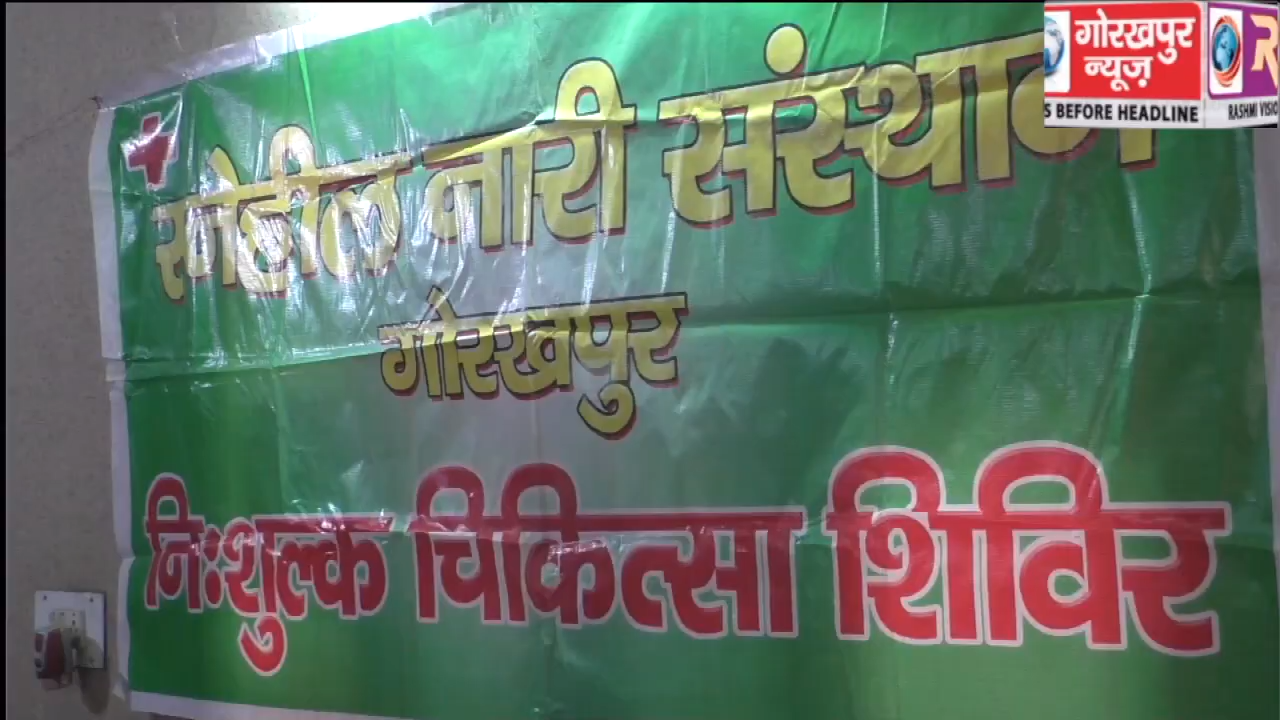 स्नेहील नारी संस्थान
गोरखपुर
निःशुल्क चिकित्सा शिविर
गोरखपुर
न्यूज़
S BEFORE HEADLINE
R
RASHMI VISIO